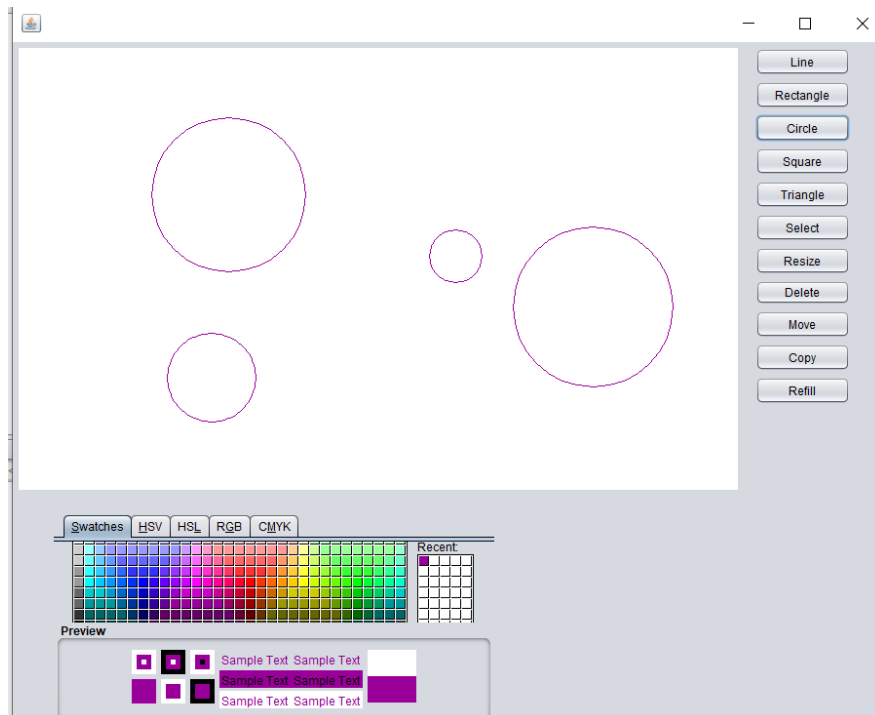 Line
Rectangle
Circle
Square
Triangle
Select
Resize
Delete
Move
Copy
Refill
Swatches HSV HSL RGB CMYK
Recent:
Preview
Sample Text Sample Text
Sample Text Sample Text
Sample Text Sample Text